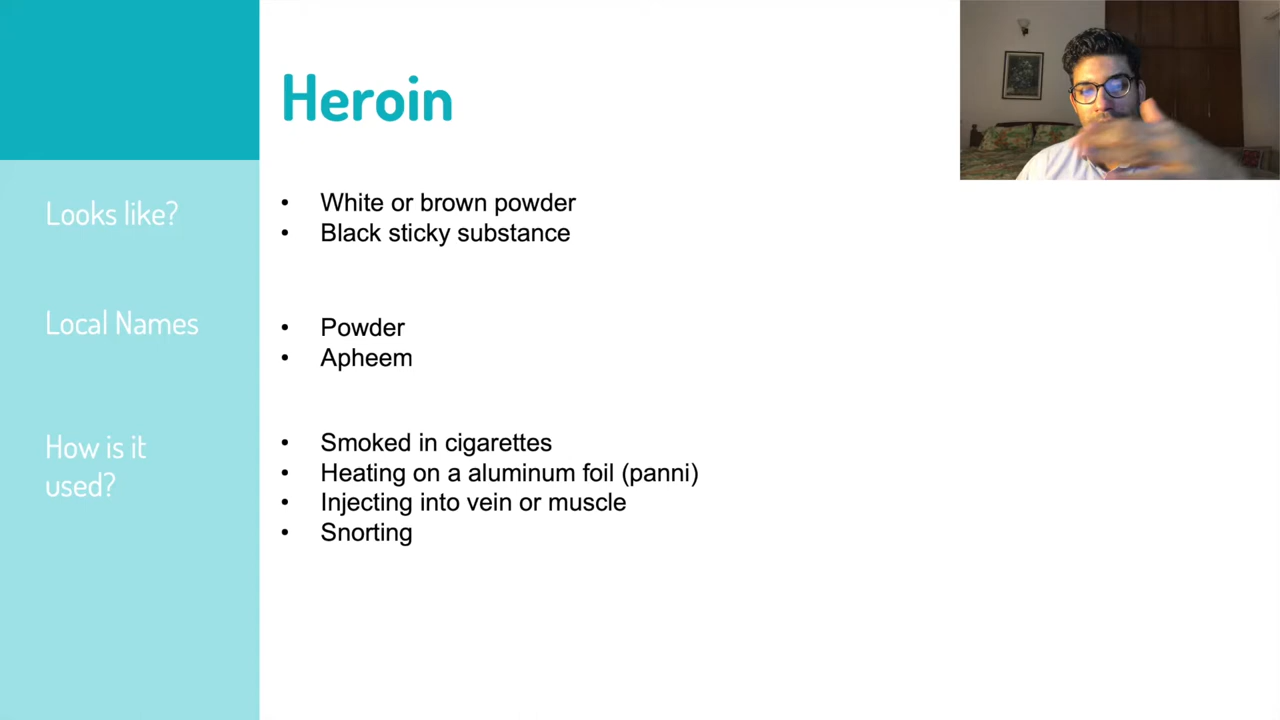 Heroin
Looks like?
• White or brown powder
• Black sticky substance
Local Names
• Powder
• Apheem
How is it
used?
• Smoked in cigarettes
• Heating on a aluminum foil (panni)
• Injecting into vein or muscle
• Snorting